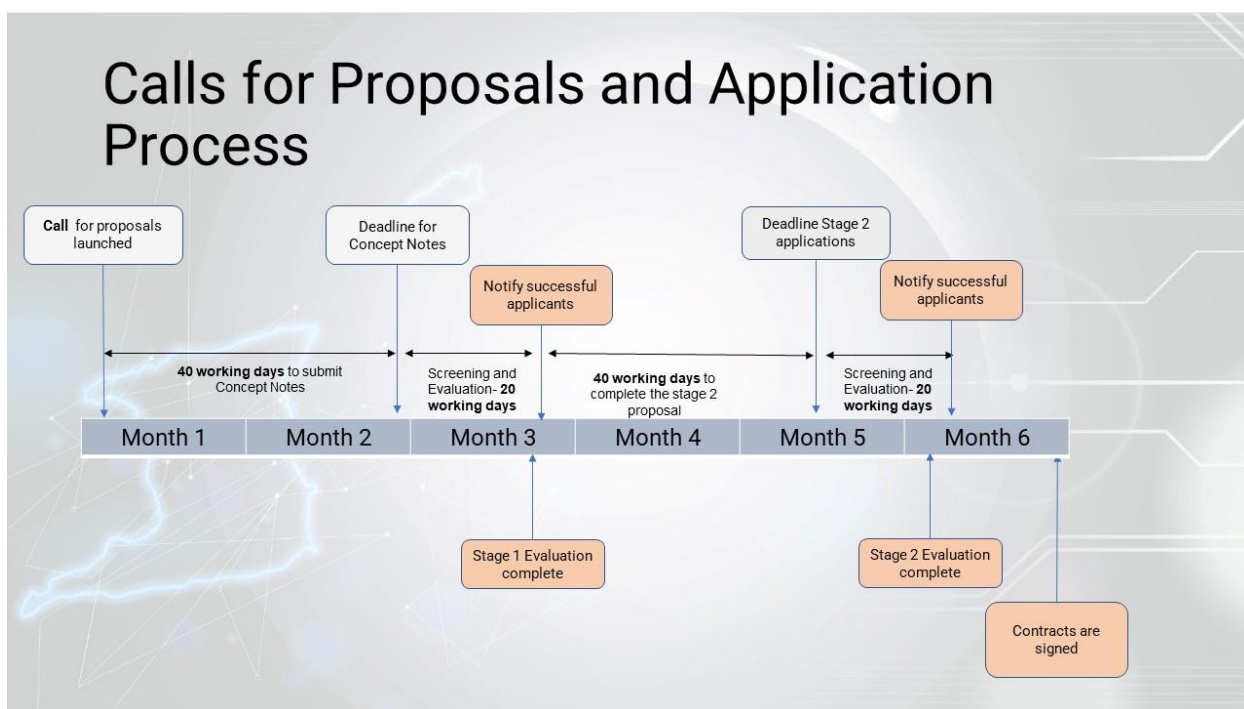 Calls for Proposals and Application
Process
Call for proposals
launched
Deadline for
Concept Notes
Notify successful
applicants
Deadline Stage 2
applications
Notify successful
applicants
40 working days to submit
Concept Notes
Screening and
Evaluation- 20
working days
40 working days to
complete the stage 2
proposal
Screening and
Evaluation- 20
working days
Month 1
Month 2
Month 3
Month 4
Month 5
Month 6
Stage 1 Evaluation
complete
Stage 2 Evaluation
complete
Contracts are
signed